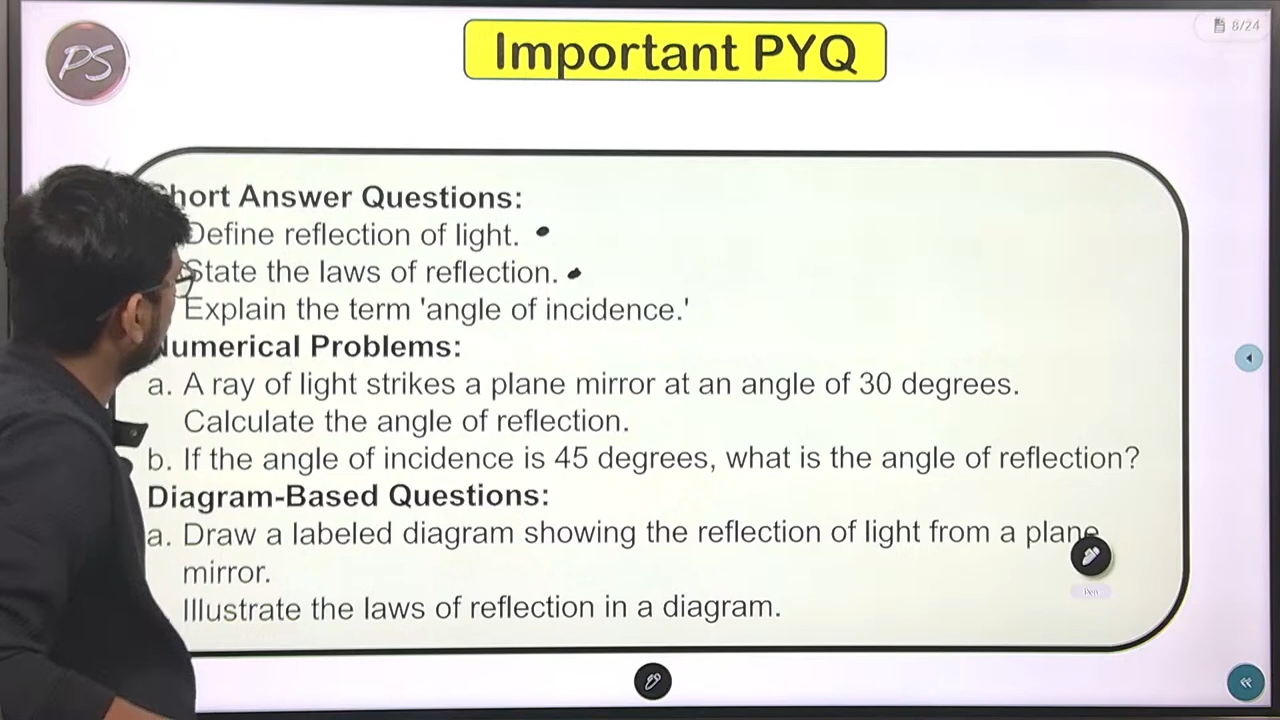 PS
Important PYQ
8/24
Short Answer Questions:
Define reflection of light.
State the laws of reflection.
Explain the term 'angle of incidence.'
Numerical Problems:
a. A ray of light strikes a plane mirror at an angle of 30 degrees.
Calculate the angle of reflection.
b. If the angle of incidence is 45 degrees, what is the angle of reflection?
Diagram-Based Questions:
a. Draw a labeled diagram showing the reflection of light from a plane
mirror.
Illustrate the laws of reflection in a diagram.
Pen